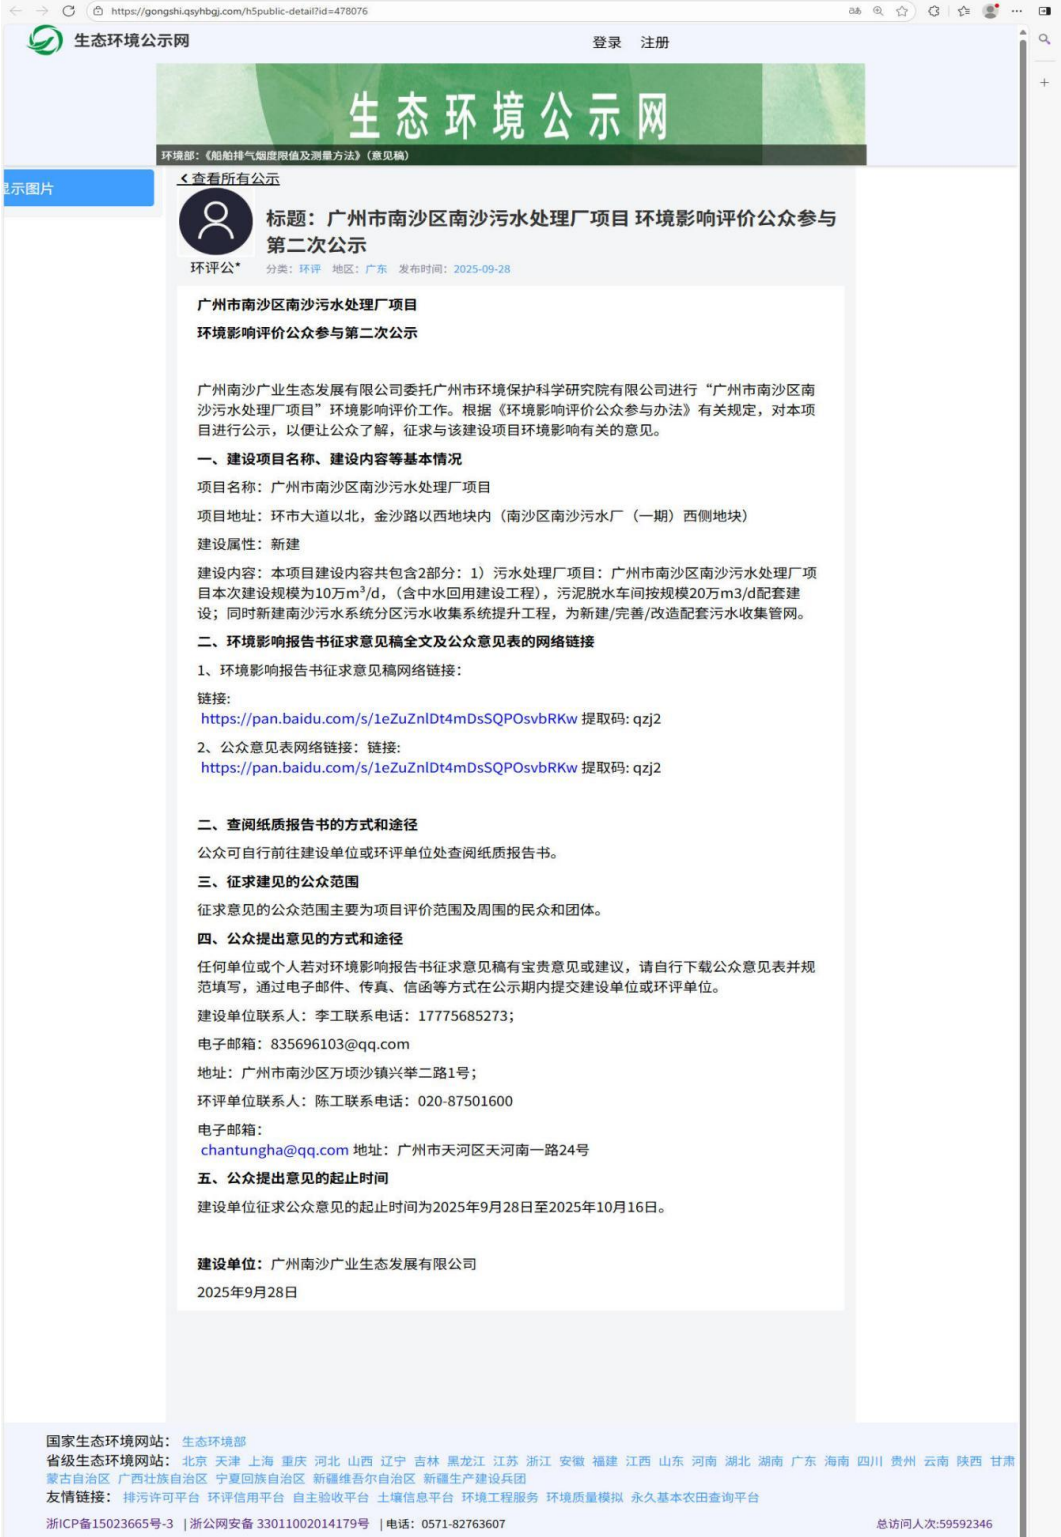 https://gongshi.qsyhbgj.com/h5public-detail?id=478076
生态环境公示网
登录 注册
生态环境公示网
环境部：《船舶排气烟度限值及测量方法》（意见稿）
显示图片
查看所有公示
标题：广州市南沙区南沙污水处理厂项目 环境影响评价公众参与
第二次公示
环评公*
分类：环评 地区：广东 发布时间：2025-09-28
广州市南沙区南沙污水处理厂项目
环境影响评价公众参与第二次公示
广州南沙广业生态发展有限公司委托广州市环境保护科学研究院有限公司进行“广州市南沙区南
沙污水处理厂项目”环境影响评价工作。根据《环境影响评价公众参与办法》有关规定，对本项
目进行公示，以便让公众了解，征求与该建设项目环境影响有关的意见。
一、建设项目名称、建设内容等基本情况
项目名称：广州市南沙区南沙污水处理厂项目
项目地址：环市大道以北，金沙路以西地块内（南沙区南沙污水厂（一期）西侧地块）
建设属性：新建
建设内容：本项目建设内容共包含2部分：1）污水处理厂项目：广州市南沙区南沙污水处理厂项
目本次建设规模为10万m³/d，（含中水回用建设工程），污泥脱水车间按规模20万m3/d配套建
设；同时新建南沙污水系统分区污水收集系统提升工程，为新建/完善/改造配套污水收集管网。
二、环境影响报告书征求意见稿全文及公众意见表的网络链接
1、环境影响报告书征求意见稿网络链接：
链接:
https://pan.baidu.com/s/1eZuZnlDt4mDsSQPOsvbRKw 提取码: qzj2
2、公众意见表网络链接：链接:
https://pan.baidu.com/s/1eZuZnlDt4mDsSQPOsvbRKw 提取码: qzj2
二、查阅纸质报告书的方式和途径
公众可自行前往建设单位或环评单位处查阅纸质报告书。
三、征求建见的公众范围
征求意见的公众范围主要为项目评价范围及周围的民众和团体。
四、公众提出意见的方式和途径
任何单位或个人若对环境影响报告书征求意见稿有宝贵意见或建议，请自行下载公众意见表并规
范填写，通过电子邮件、传真、信函等方式在公示期内提交建设单位或环评单位。
建设单位联系人：李工联系电话：17775685273；
电子邮箱：835696103@qq.com
地址：广州市南沙区万顷沙镇兴举二路1号；
环评单位联系人：陈工联系电话：020-87501600
电子邮箱：
chantungha@qq.com 地址：广州市天河区天河南一路24号
五、公众提出意见的起止时间
建设单位征求公众意见的起止时间为2025年9月28日至2025年10月16日。
建设单位：广州南沙广业生态发展有限公司
2025年9月28日
国家生态环境网站： 生态环境部
省级生态环境网站： 北京 天津 上海 重庆 河北 山西 辽宁 吉林 黑龙江 江苏 浙江 安徽 福建 江西 山东 河南 湖北 湖南 广东 海南 四川 贵州 云南 陕西 甘肃
蒙古自治区 广西壮族自治区 宁夏回族自治区 新疆维吾尔自治区 新疆生产建设兵团
友情链接： 排污许可平台 环评信用平台 自主验收平台 土壤信息平台 环境工程服务 环境质量模拟 永久基本农田查询平台
浙ICP备15023665号-3 |浙公网安备 33011002014179号 |电话：0571-82763607 总访问人次:59592346